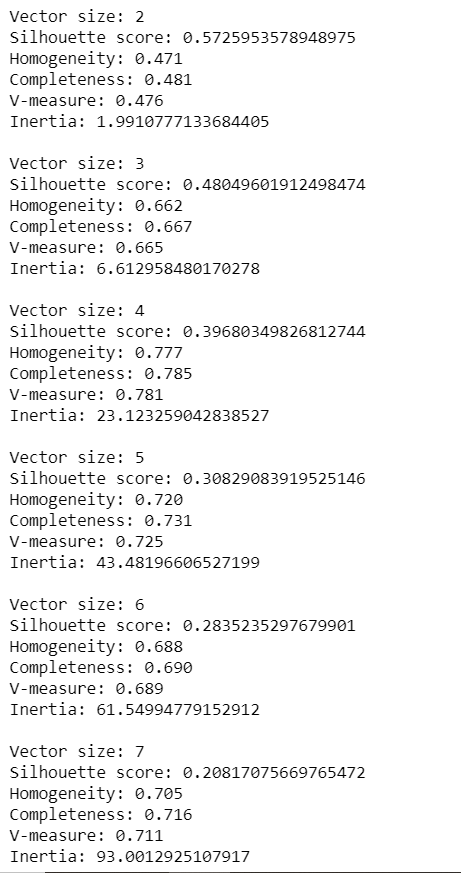 Vector size: 2
Silhouette score: 0.5725953578948975
Homogeneity: 0.471
Completeness: 0.481
V-measure: 0.476
Inertia: 1.9910777133684405
Vector size: 3
Silhouette score: 0.48049601912498474
Homogeneity: 0.662
Completeness: 0.667
V-measure: 0.665
Inertia: 6.612958480170278
Vector size: 4
Silhouette score: 0.39680349826812744
Homogeneity: 0.777
Completeness: 0.785
V-measure: 0.781
Inertia: 23.123259042838527
Vector size: 5
Silhouette score: 0.30829083919525146
Homogeneity: 0.720
Completeness: 0.731
V-measure: 0.725
Inertia: 43.48196606527199
Vector size: 6
Silhouette score: 0.2835235297679901
Homogeneity: 0.688
Completeness: 0.690
V-measure: 0.689
Inertia: 61.54994779152912
Vector size: 7
Silhouette score: 0.20817075669765472
Homogeneity: 0.705
Completeness: 0.716
V-measure: 0.711
Inertia: 93.0012925107917